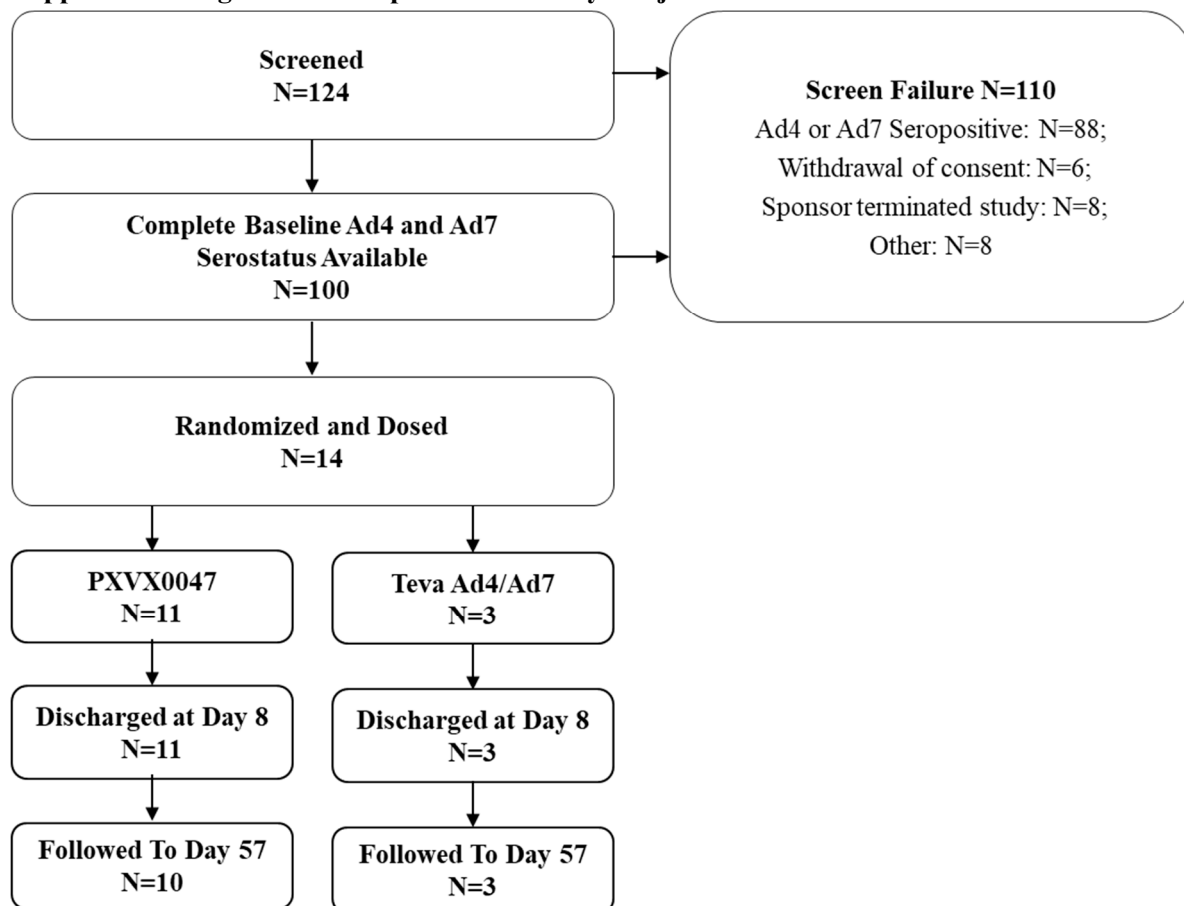 Screened
N=124
Screen Failure N=110
Ad4 or Ad7 Seropositive: N=88;
Withdrawal of consent: N=6;
Sponsor terminated study: N=8;
Other: N=8
Complete Baseline Ad4 and Ad7
Serostatus Available
N=100
Randomized and Dosed
N=14
PXVX0047
N=11
Teva Ad4/Ad7
N=3
Discharged at Day 8
N=11
Discharged at Day 8
N=3
Followed To Day 57
N=10
Followed To Day 57
N=3